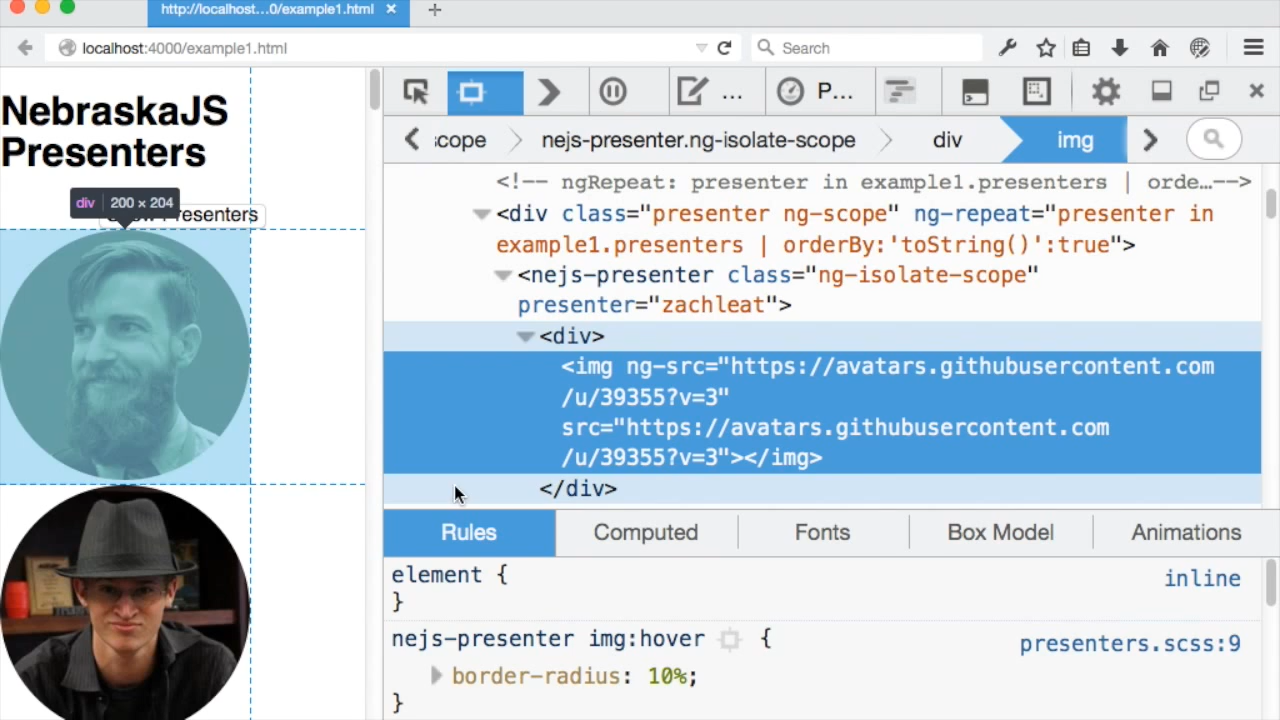 http://localhost...0/example1.html
localhost:4000/example1.html
Search
NebraskaJS
Presenters
div 200 × 204
Presenters
...
P...
scope
nejs-presenter.ng-isolate-scope
div
img
<!-- ngRepeat: presenter in example1.presenters | orde…-->
<div class="presenter ng-scope" ng-repeat="presenter in
example1.presenters | orderBy:'toString()':true">
<nejs-presenter class="ng-isolate-scope"
presenter="zachleat">
<div>
<img ng-src="https://avatars.githubusercontent.com
/u/39355?v=3"
src="https://avatars.githubusercontent.com
/u/39355?v=3"></img>
</div>
Rules
Computed
Fonts
Box Model
Animations
element {
inline
}
nejs-presenter img:hover {
presenters.scss:9
border-radius: 10%;
}